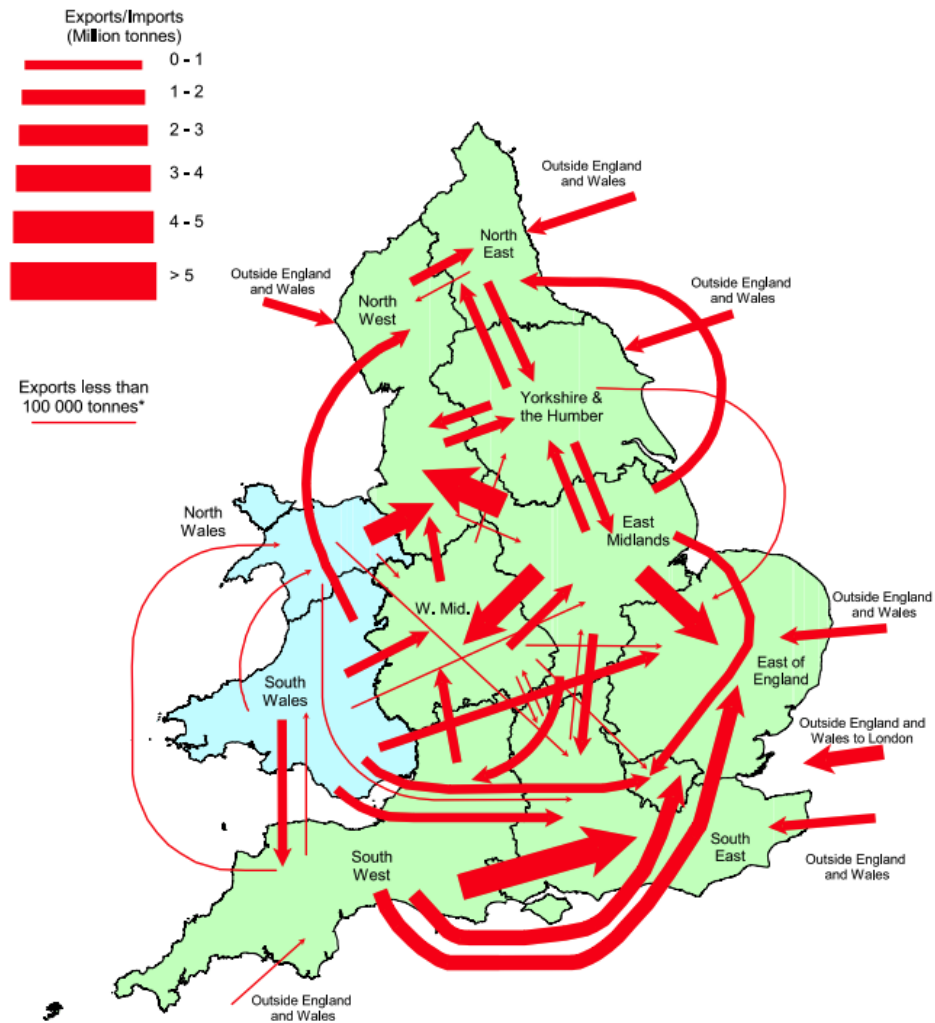 Exports/Imports
(Million tonnes)
0 - 1
1 - 2
2 - 3
3 - 4
4 - 5
> 5
Exports less than
100 000 tonnes*
Outside England
and Wales
North
East
Outside England
and Wales
North
West
Outside England
and Wales
Yorkshire &
the Humber
North
Wales
East
Midlands
W. Mid.
Outside England
and Wales
East of
England
South
Wales
Outside England and
Wales to London
South
West
South
East
Outside England
and Wales
Outside England
and Wales